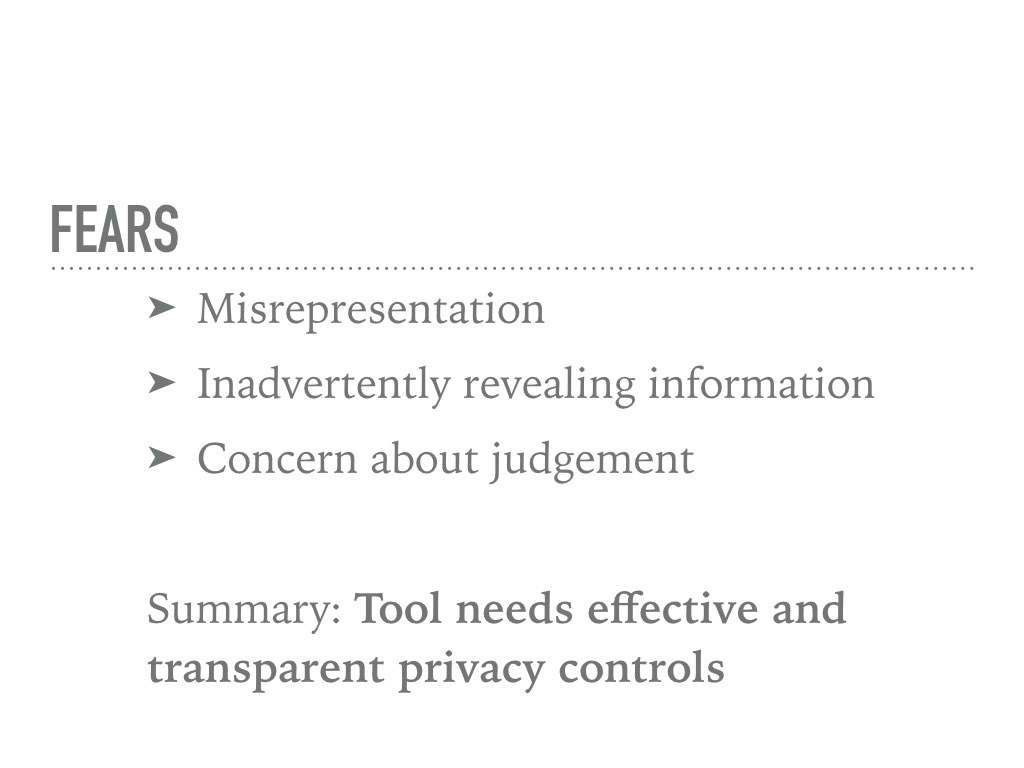 FEARS
➤ Misrepresentation
➤ Inadvertently revealing information
➤ Concern about judgement
Summary: Tool needs effective and
transparent privacy controls